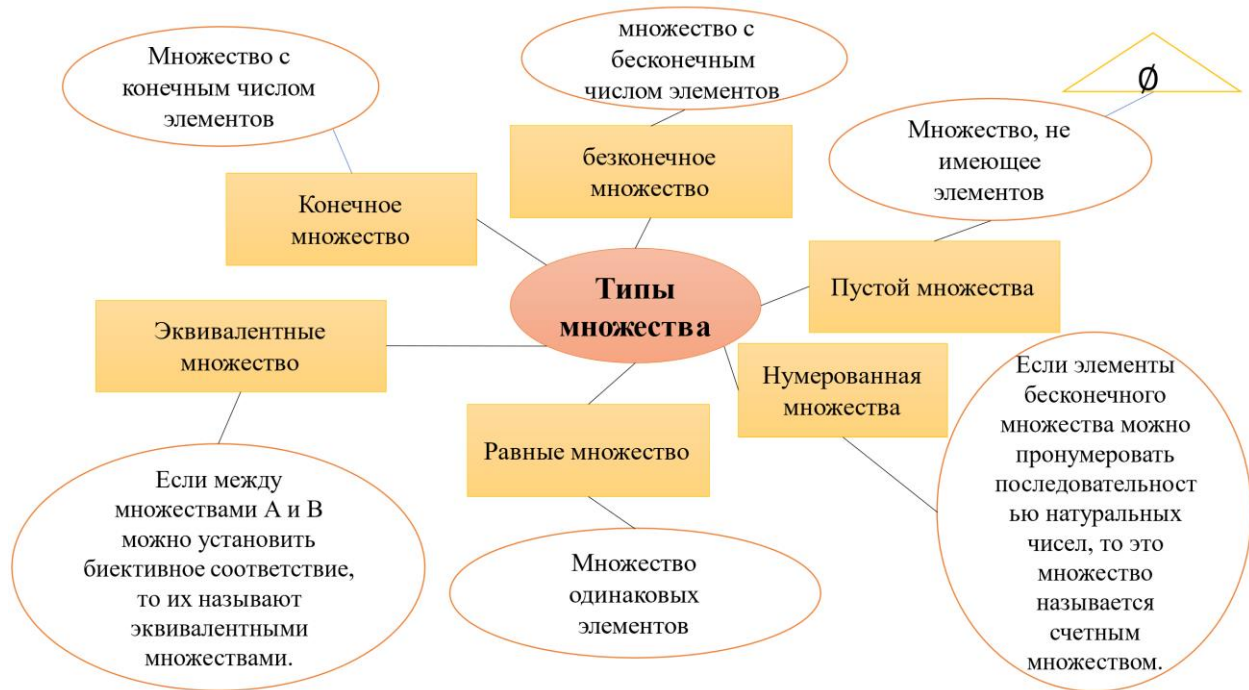 Множество с
конечным числом
элементов
множество с
бесконечным
числом элементов
∅
Множество, не
имеющее
элементов
безконечное
множество
Конечное
множество
Пустой множества
Типы
множества
Эквивалентные
множество
Нумерованная
множества
Равные множество
Если элементы
бесконечного
множества можно
пронумеровать
последовательност
ью натуральных
чисел, то это
множество
называется
счетным
множеством.
Если между
множествами А и В
можно установить
биективное соответствие,
то их называют
эквивалентными
множествами.
Множество
одинаковых
элементов